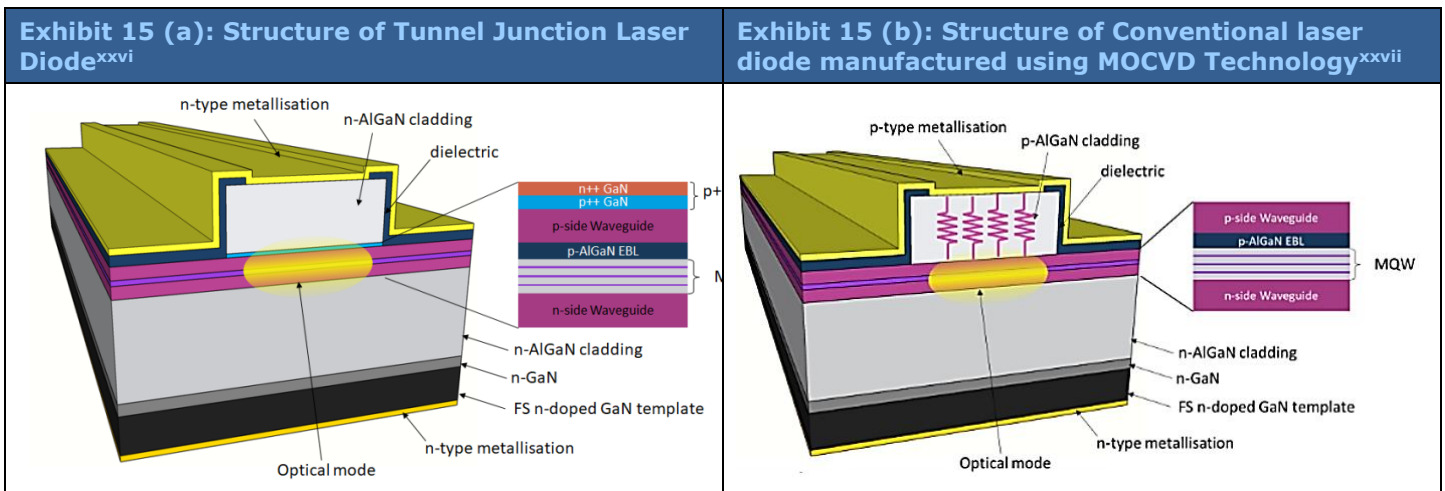 Exhibit 15 (a): Structure of Tunnel Junction Laser
Diodexxvi
n-type metallisation
n-AlGaN cladding
dielectric
n++ GaN
p++ GaN
p+
p-side Waveguide
p-AlGaN EBL
n-side Waveguide
n-AlGaN cladding
n-GaN
FS n-doped GaN template
n-type metallisation
Optical mode
Exhibit 15 (b): Structure of Conventional laser
diode manufactured using MOCVD Technologyxxvii
p-type metallisation
p-AlGaN cladding
dielectric
p-side Waveguide
p-AlGaN EBL
MQW
n-side Waveguide
n-AlGaN cladding
n-GaN
FS n-doped GaN template
n-type metallisation
Optical mode